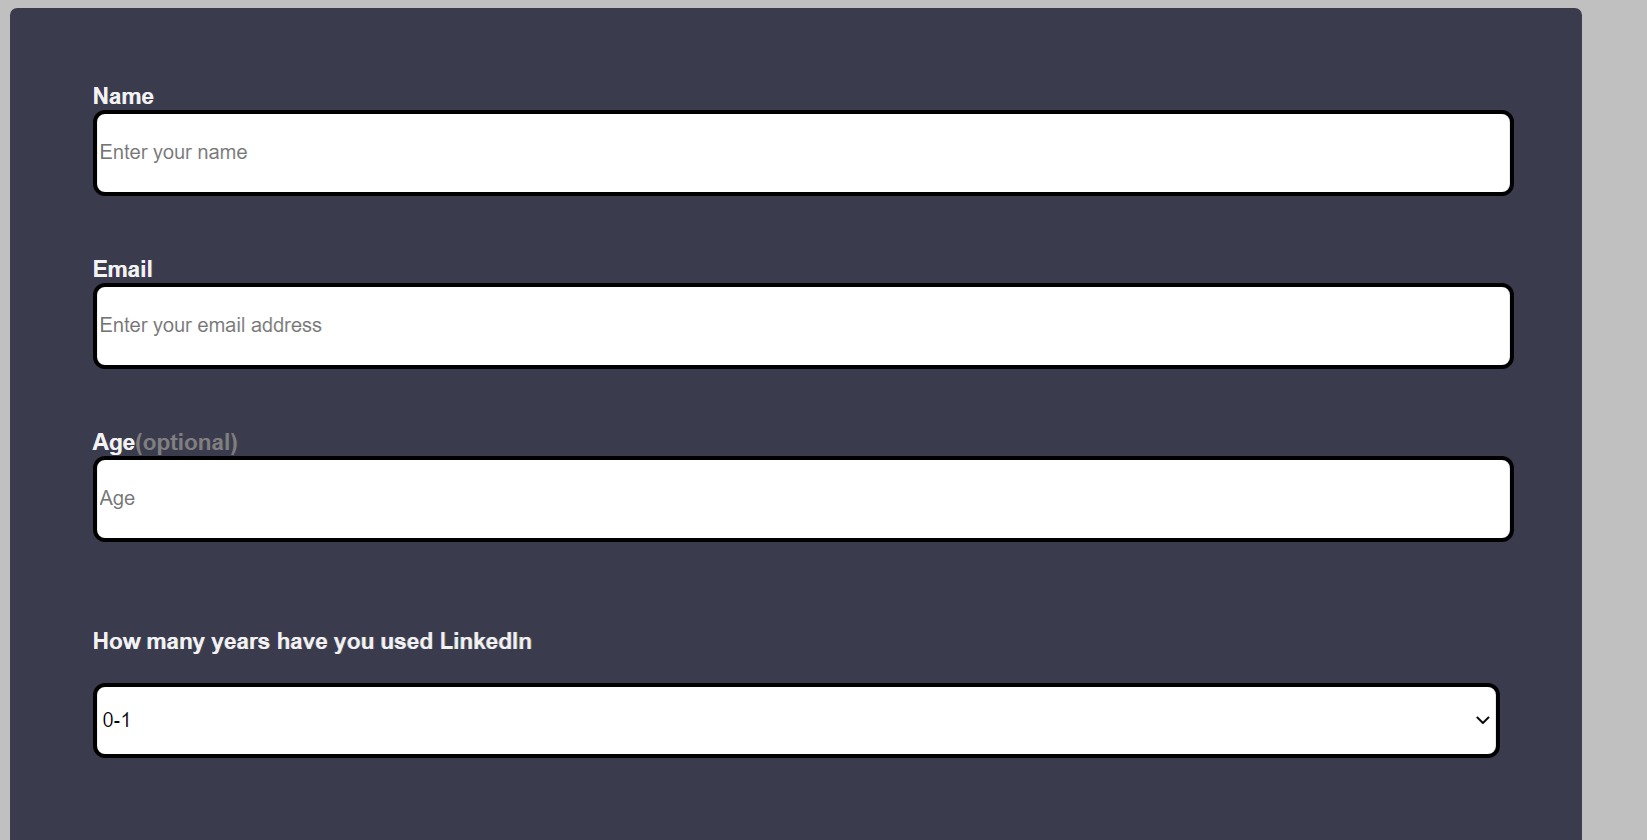 Name
Enter your name
Email
Enter your email address
Age(optional)
Age
How many years have you used LinkedIn
0-1